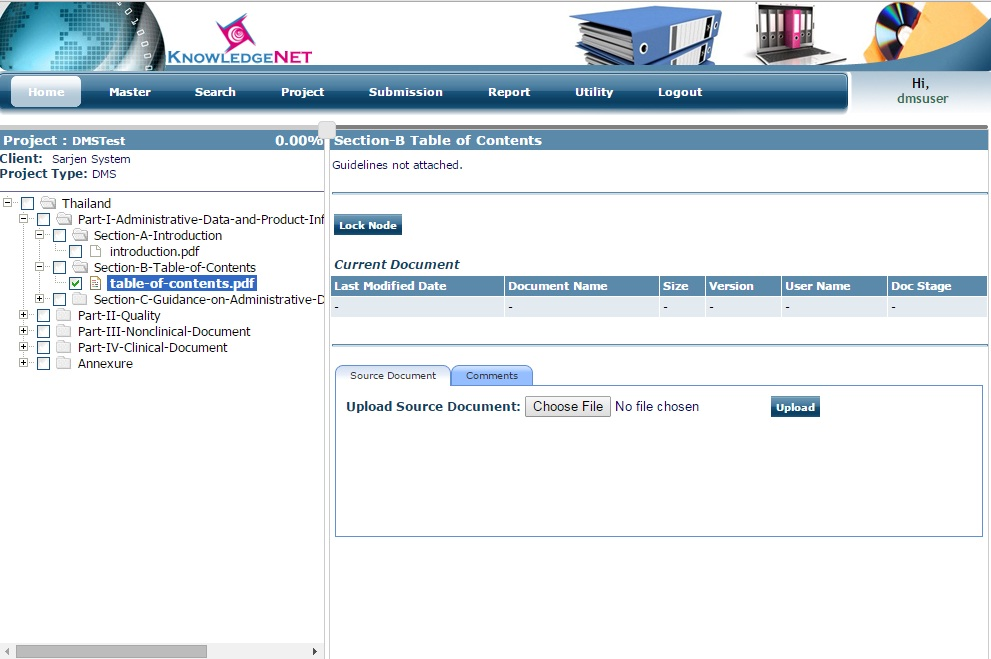 KNOWLEDGENET
Home Master Search Project Submission Report Utility Logout
Hi,
dmsuser
Project : DMSTest 0.00%
Client: Sarjen System
Project Type: DMS
Thailand
Part-I-Administrative-Data-and-Product-Inf
Section-A-Introduction
introduction.pdf
Section-B-Table-of-Contents
table-of-contents.pdf
Section-C-Guidance-on-Administrative-D
Part-II-Quality
Part-III-Nonclinical-Document
Part-IV-Clinical-Document
Annexure
Section-B Table of Contents
Guidelines not attached.
Lock Node
Current Document
Last Modified Date Document Name Size Version User Name Doc Stage
- - - - - -
Source Document Comments
Upload Source Document: Choose File No file chosen Upload